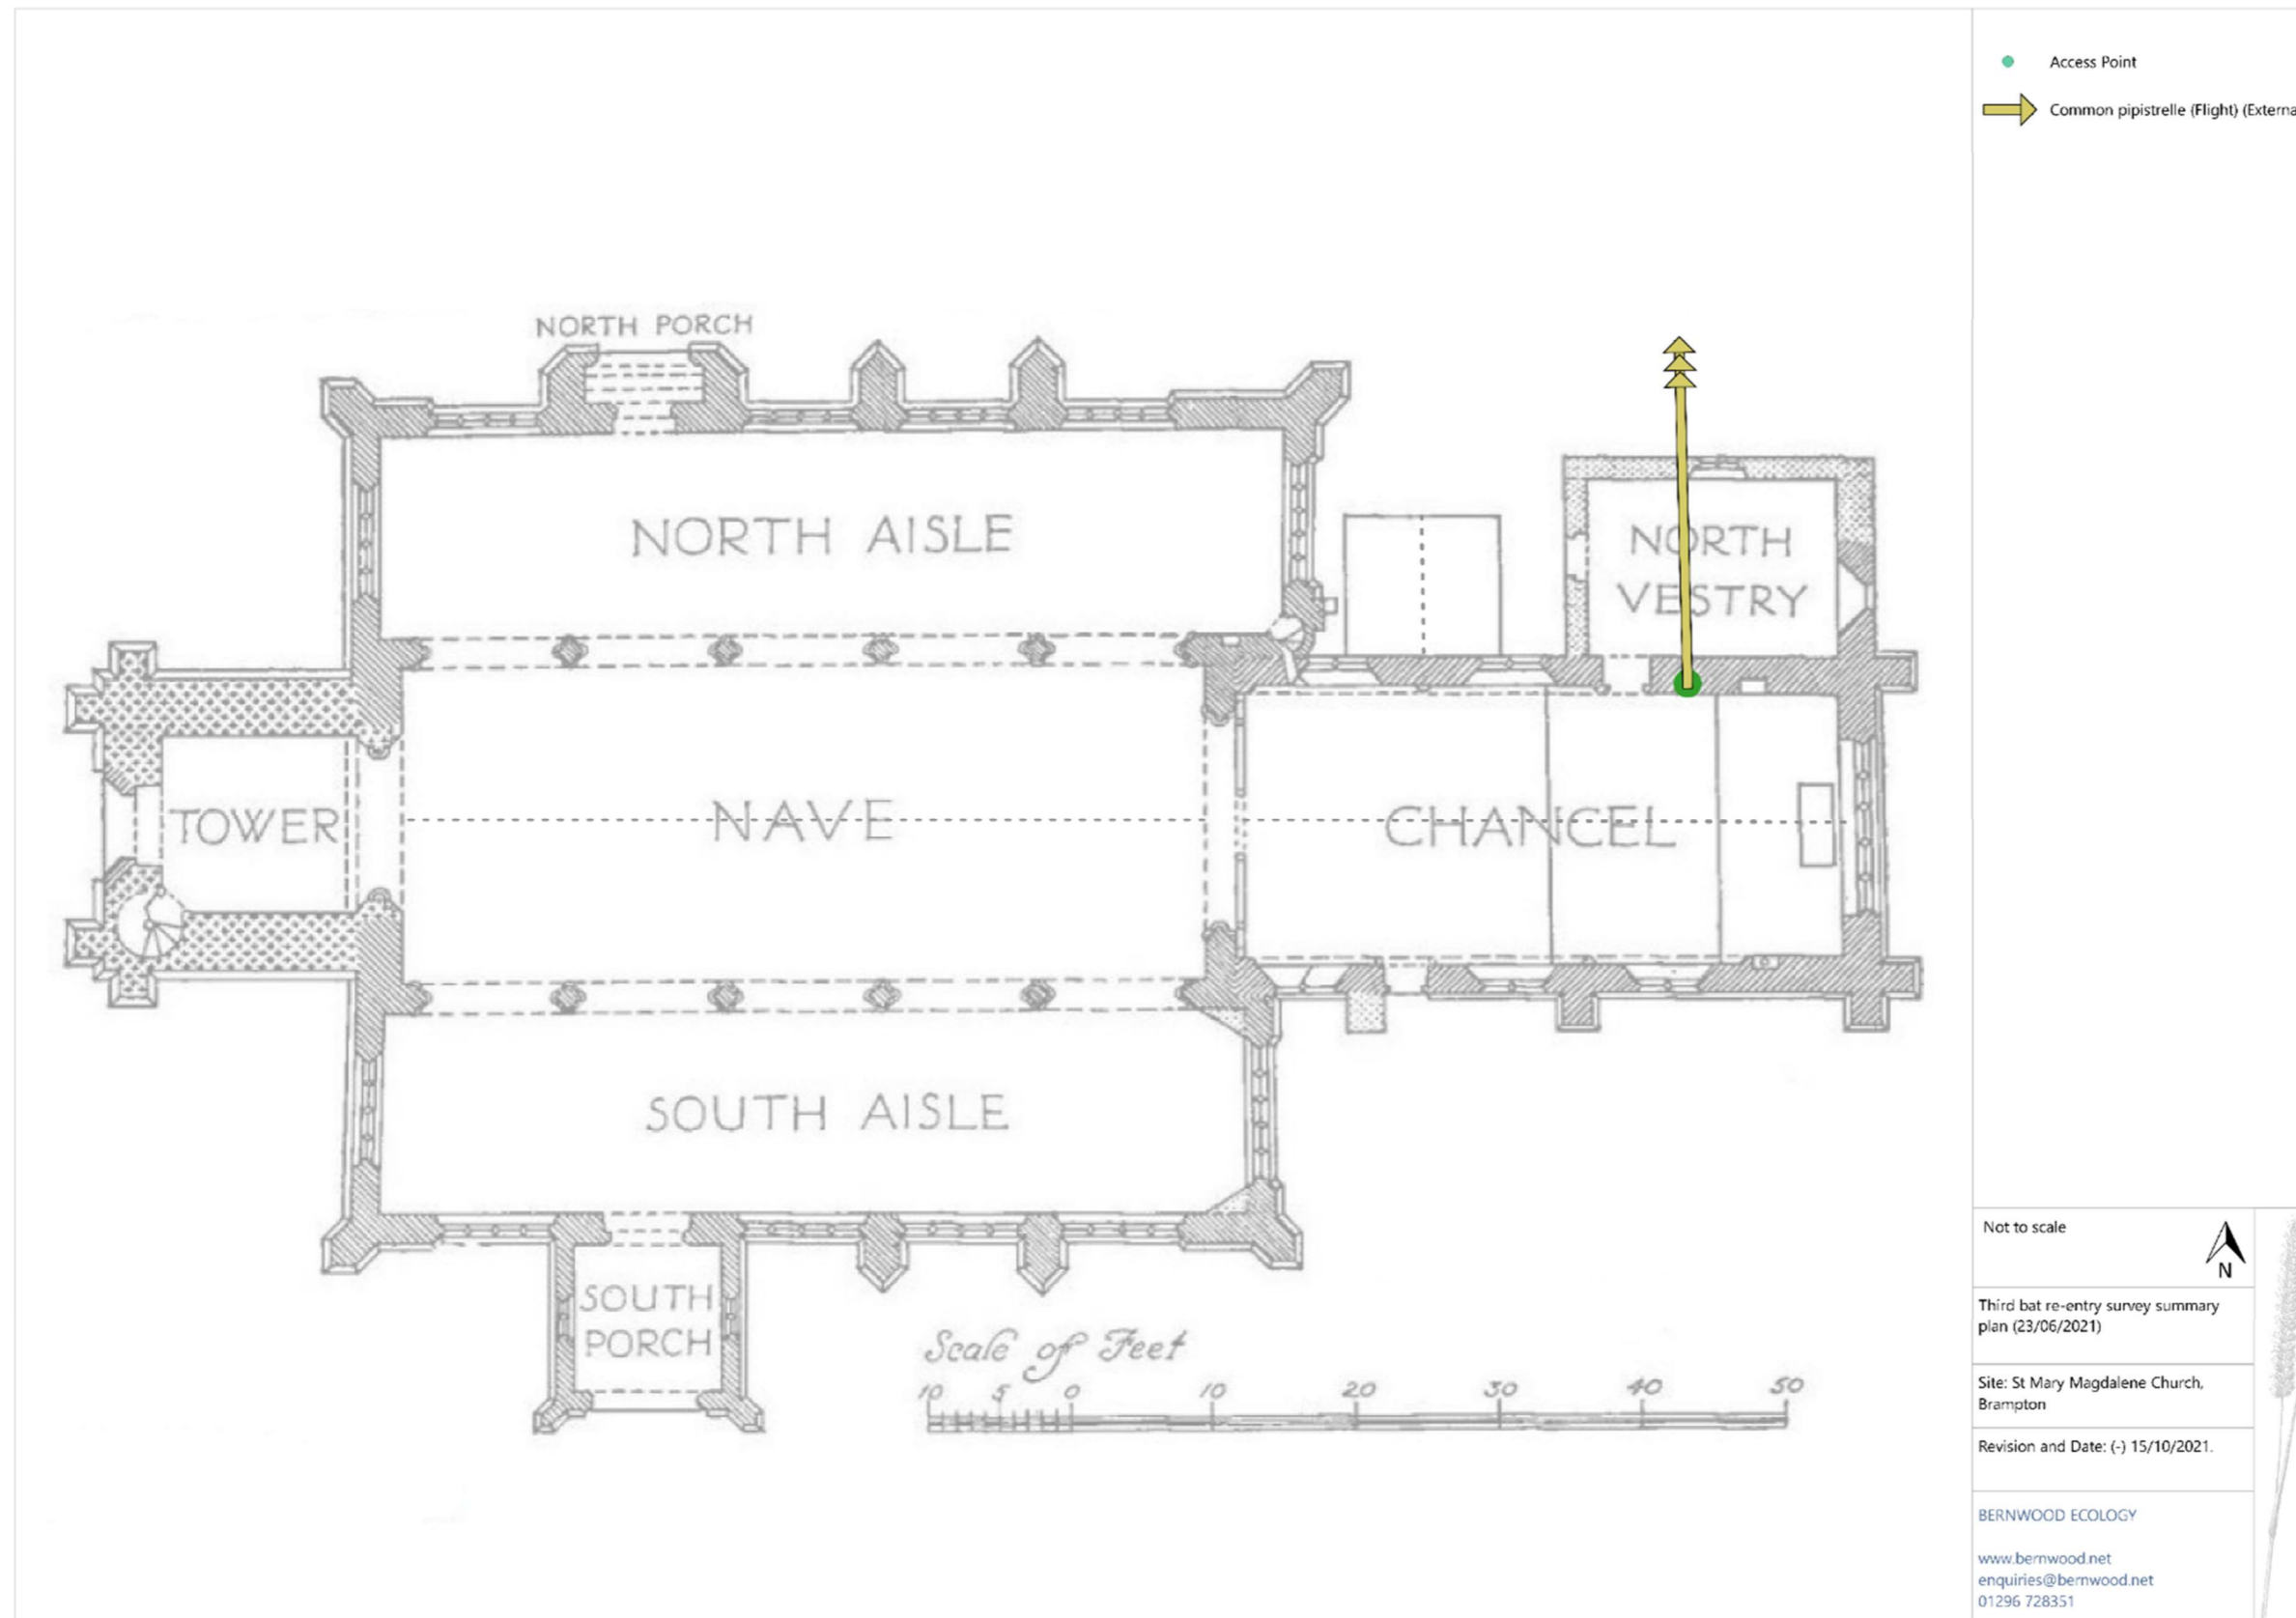 Access Point
Common pipistrelle (Flight) (Externa
NORTH PORCH
NORTH AISLE
NORTH
VESTRY
TOWER
NAVE
CHANCEL
SOUTH AISLE
SOUTH
PORCH
Scale of Feet
10 5 0 10 20 30 40 50
Not to scale
N
Third bat re-entry survey summary
plan (23/06/2021)
Site: St Mary Magdalene Church,
Brampton
Revision and Date: (-) 15/10/2021.
BERNWOOD ECOLOGY
www.bernwood.net
enquiries@bernwood.net
01296 728351